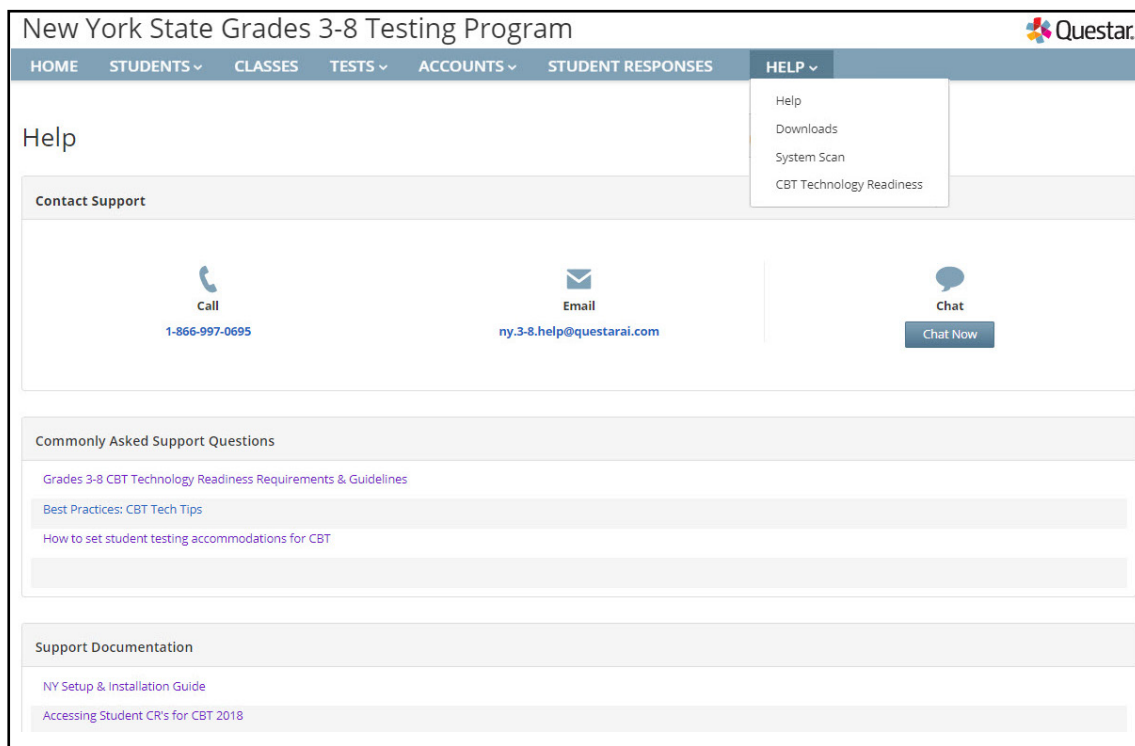 New York State Grades 3-8 Testing Program
Questar.
HOME STUDENTS CLASSES TESTS ACCOUNTS STUDENT RESPONSES HELP
Help
Downloads
System Scan
CBT Technology Readiness
Help
Contact Support
Call
1-866-997-0695
Email
ny.3-8.help@questarai.com
Chat
Chat Now
Commonly Asked Support Questions
Grades 3-8 CBT Technology Readiness Requirements & Guidelines
Best Practices: CBT Tech Tips
How to set student testing accommodations for CBT
Support Documentation
NY Setup & Installation Guide
Accessing Student CR's for CBT 2018